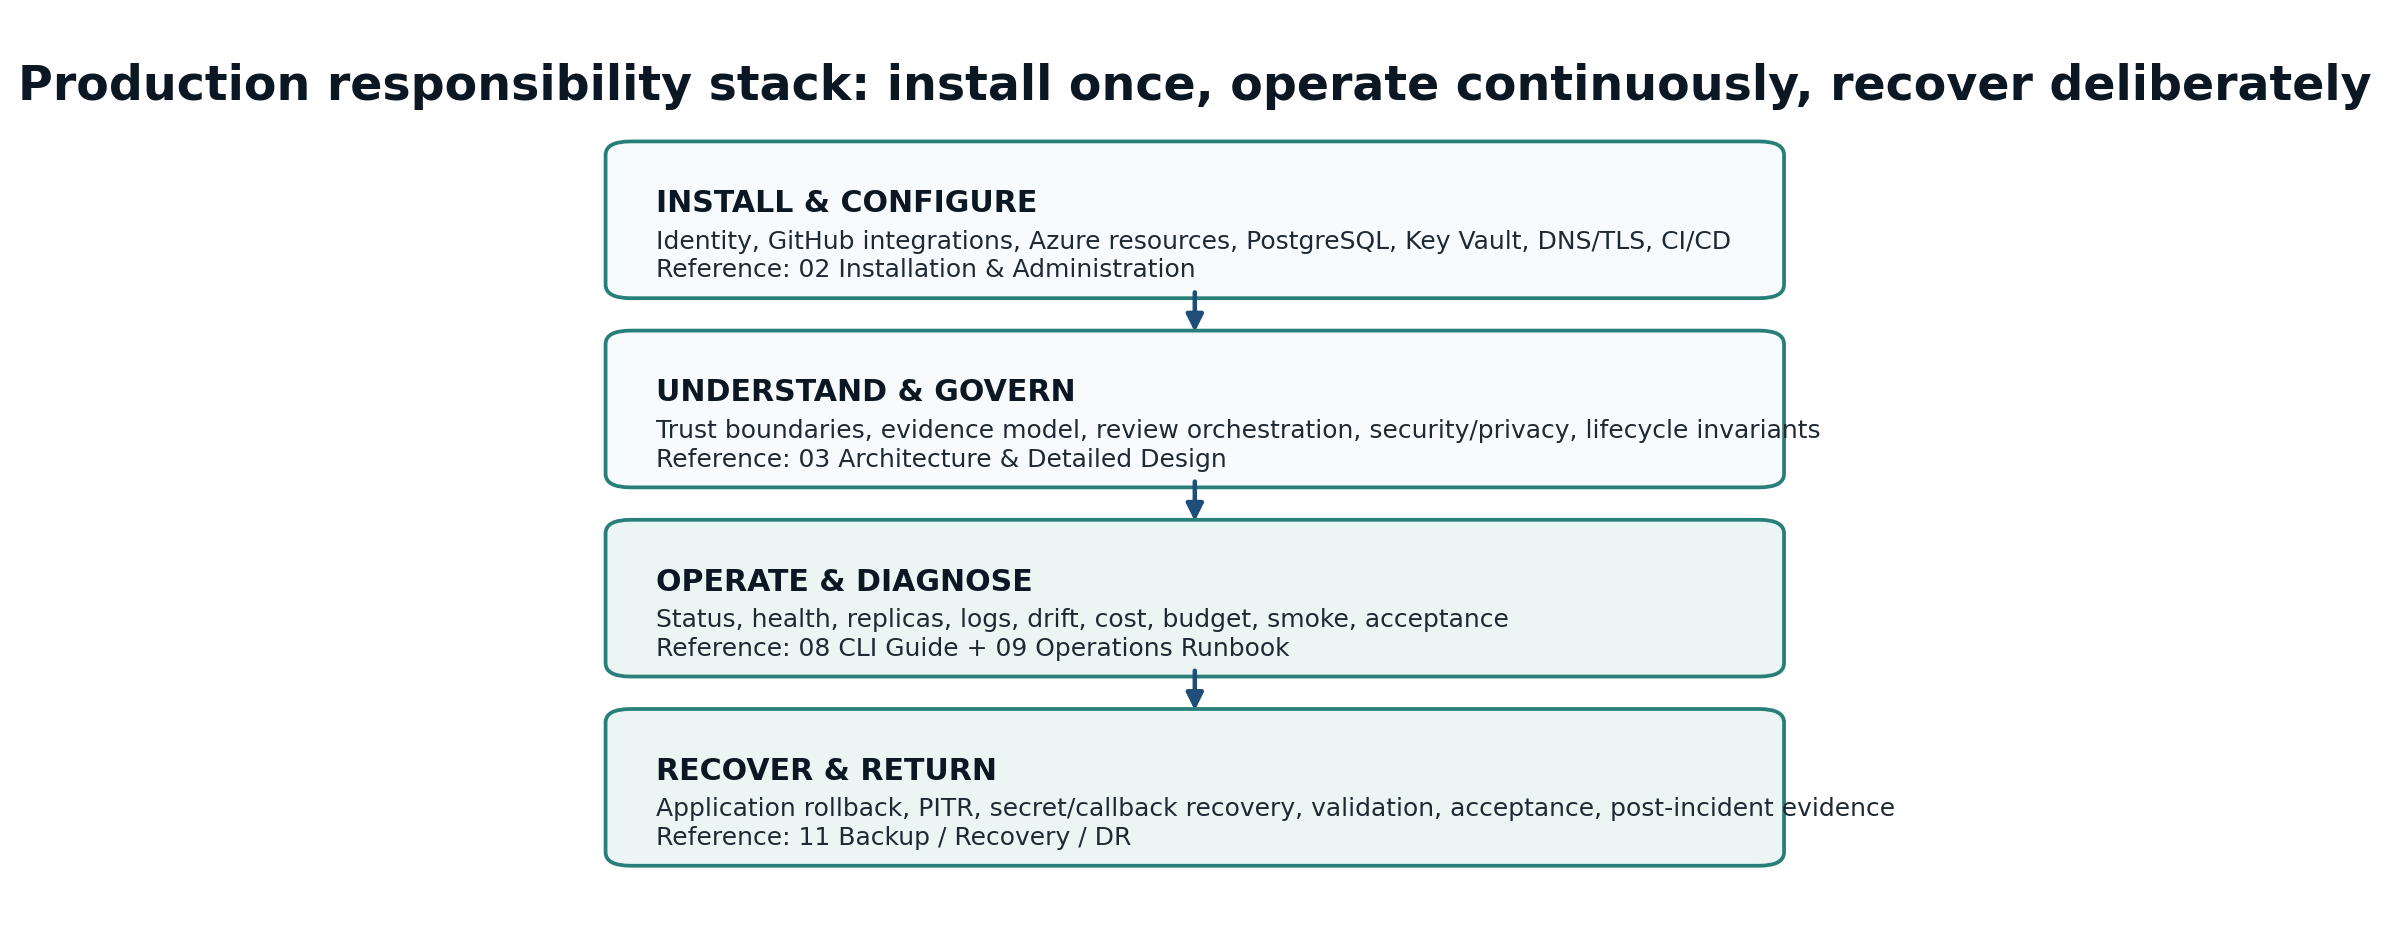 Production responsibility stack: install once, operate continuously, recover deliberately
INSTALL & CONFIGURE
Identity, GitHub integrations, Azure resources, PostgreSQL, Key Vault, DNS/TLS, CI/CD
Reference: 02 Installation & Administration
UNDERSTAND & GOVERN
Trust boundaries, evidence model, review orchestration, security/privacy, lifecycle invariants
Reference: 03 Architecture & Detailed Design
OPERATE & DIAGNOSE
Status, health, replicas, logs, drift, cost, budget, smoke, acceptance
Reference: 08 CLI Guide + 09 Operations Runbook
RECOVER & RETURN
Application rollback, PITR, secret/callback recovery, validation, acceptance, post-incident evidence
Reference: 11 Backup / Recovery / DR